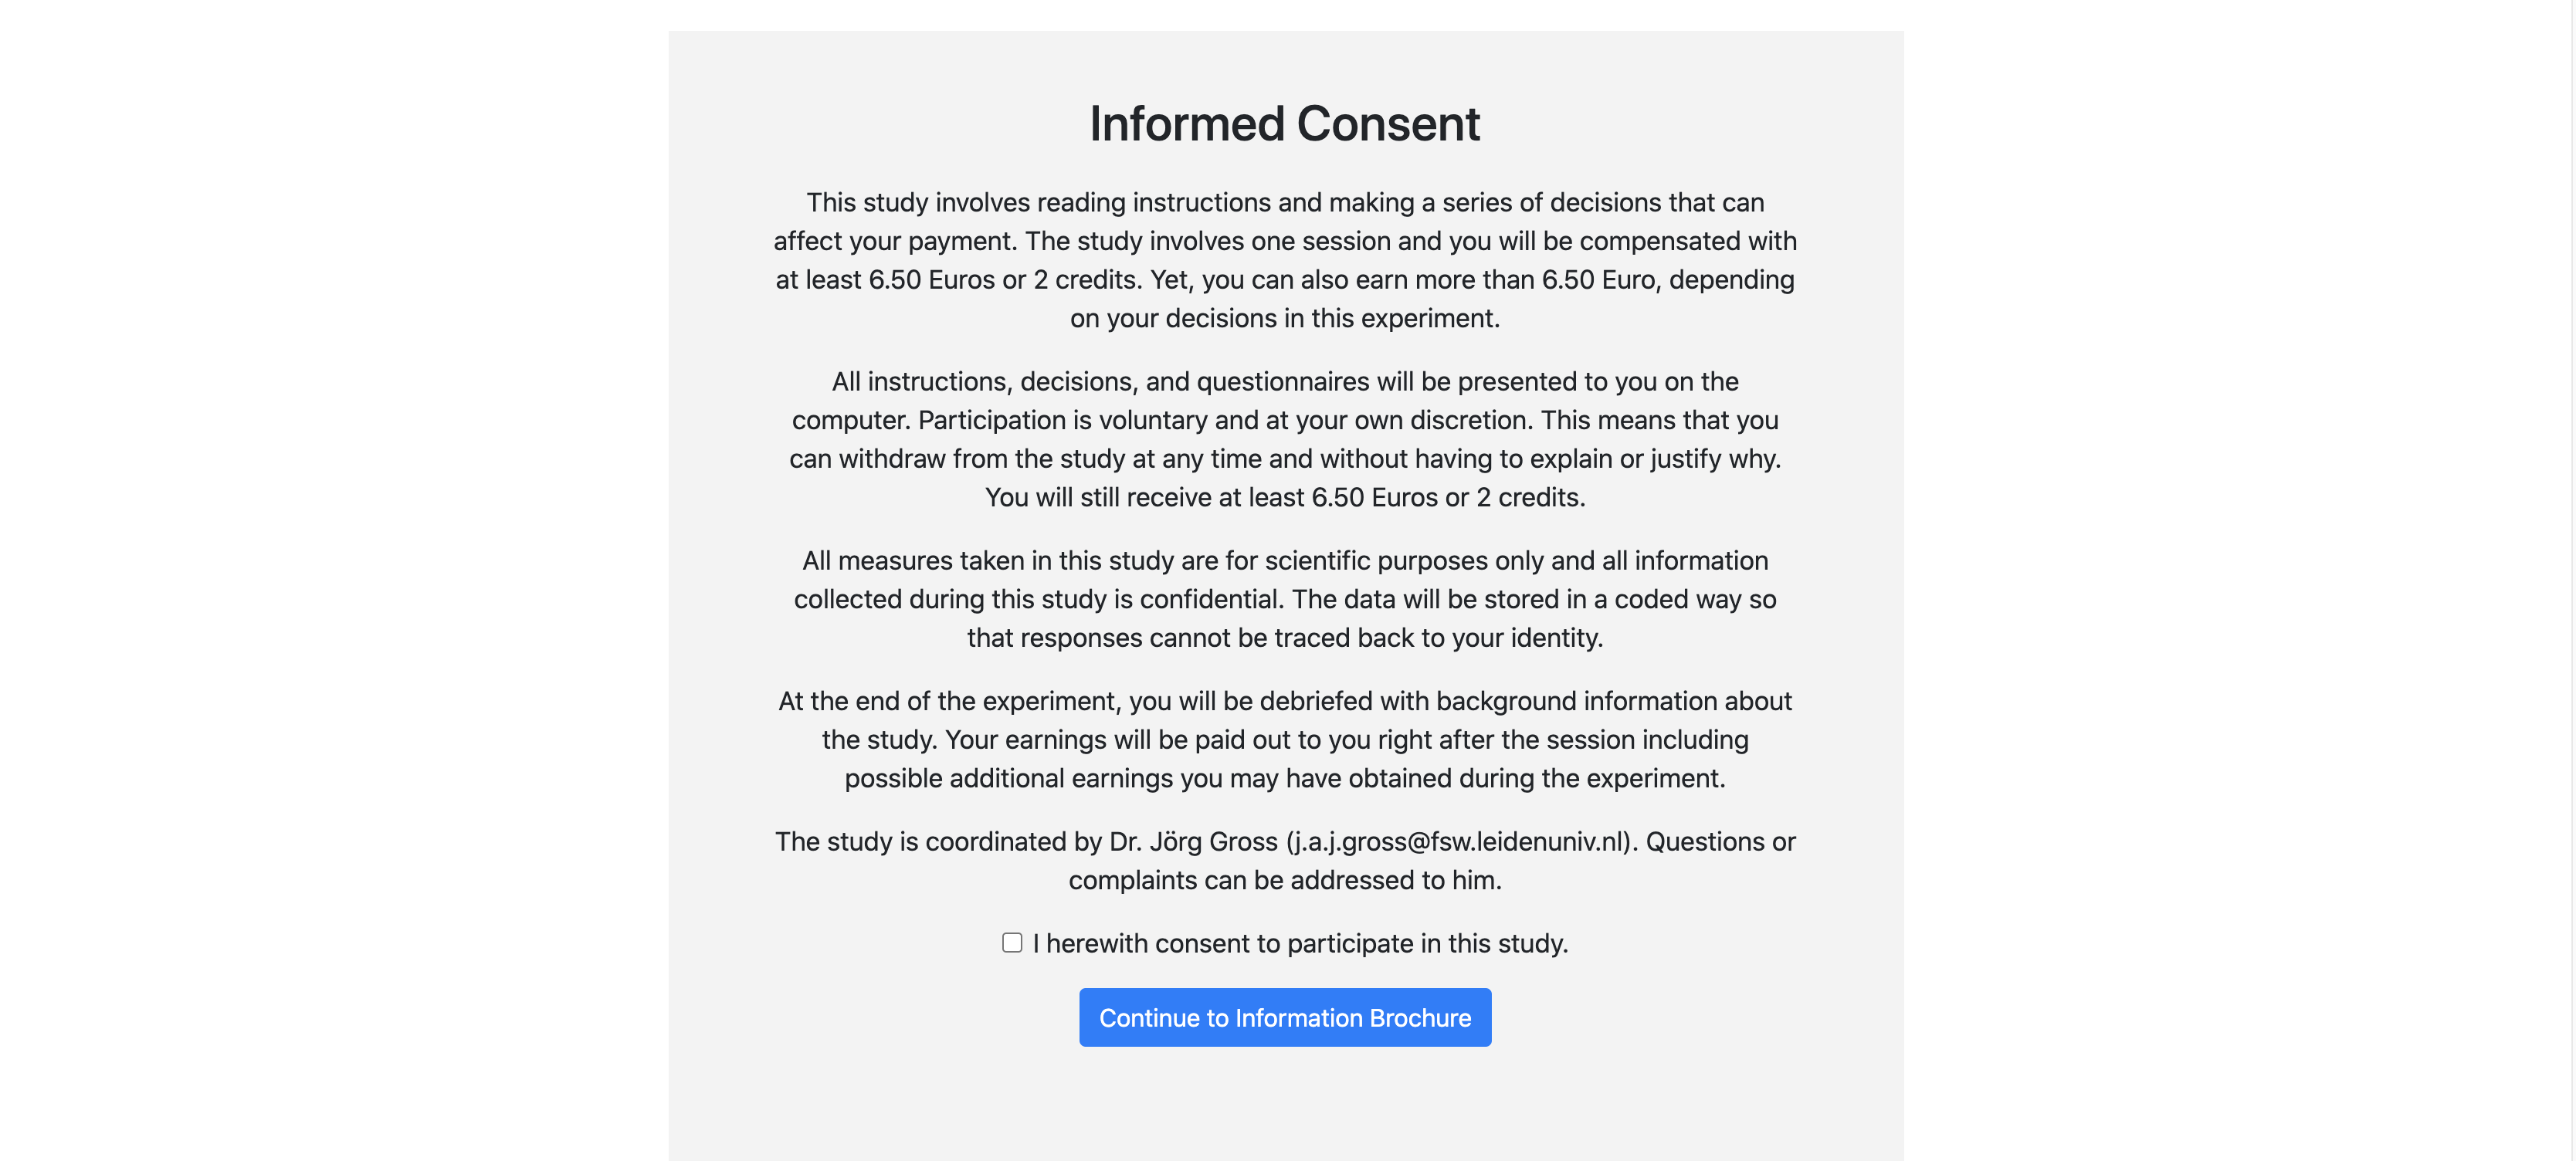 Informed Consent
This study involves reading instructions and making a series of decisions that can
affect your payment. The study involves one session and you will be compensated with
at least 6.50 Euros or 2 credits. Yet, you can also earn more than 6.50 Euro, depending
on your decisions in this experiment.
All instructions, decisions, and questionnaires will be presented to you on the
computer. Participation is voluntary and at your own discretion. This means that you
can withdraw from the study at any time and without having to explain or justify why.
You will still receive at least 6.50 Euros or 2 credits.
All measures taken in this study are for scientific purposes only and all information
collected during this study is confidential. The data will be stored in a coded way so
that responses cannot be traced back to your identity.
At the end of the experiment, you will be debriefed with background information about
the study. Your earnings will be paid out to you right after the session including
possible additional earnings you may have obtained during the experiment.
The study is coordinated by Dr. Jörg Gross (j.a.j.gross@fsw.leidenuniv.nl). Questions or
complaints can be addressed to him.
I herewith consent to participate in this study.
Continue to Information Brochure